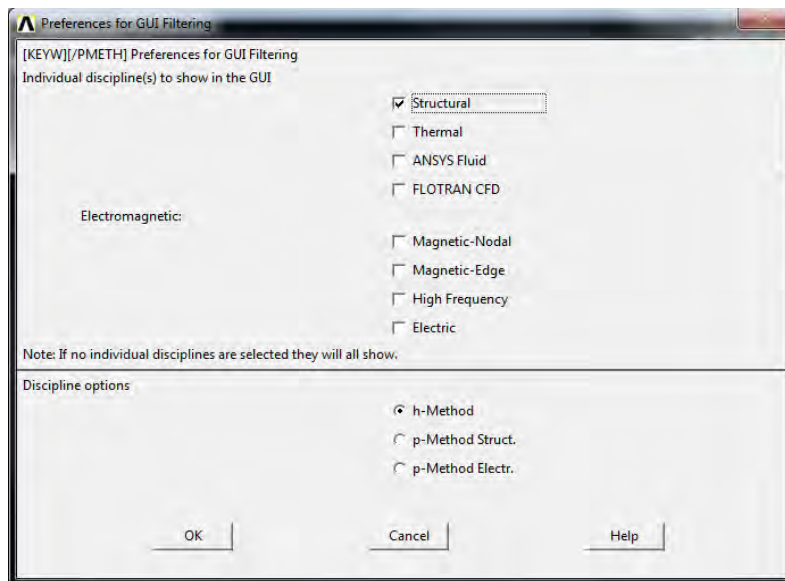 Preferences for GUI Filtering
[KEYW][/PMETH] Preferences for GUI Filtering
Individual discipline(s) to show in the GUI
Structural
Thermal
ANSYS Fluid
FLOTRAN CFD
Electromagnetic:
Magnetic-Nodal
Magnetic-Edge
High Frequency
Electric
Note: If no individual disciplines are selected they will all show.
Discipline options
h-Method
p-Method Struct.
p-Method Electr.
OK Cancel Help